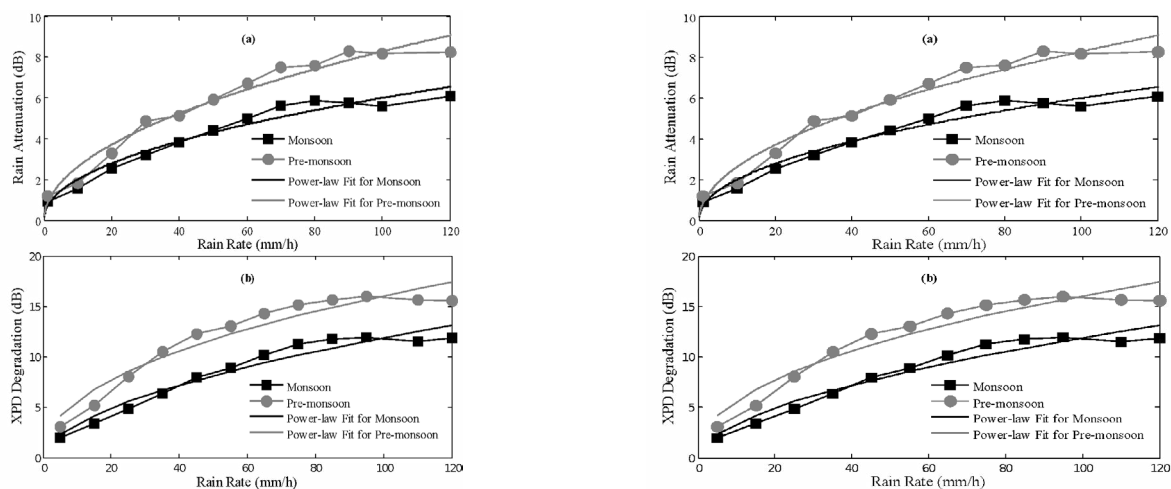 10
8
6
4
2
0
Rain Attenuation (dB)
(a)
Monsoon
Pre-monsoon
Power-law Fit for Monsoon
Power-law Fit for Pre-monsoon
0 20 40 60 80 100 120
Rain Rate (mm/h)
20
15
10
5
0
XPD Degradation (dB)
(b)
Monsoon
Pre-monsoon
Power-law Fit for Monsoon
Power-law Fit for Pre-monsoon
0 20 40 60 80 100 120
Rain Rate (mm/h)
10
8
6
4
2
0
Rain Attenuation (dB)
(a)
Monsoon
Pre-monsoon
Power-law Fit for Monsoon
Power-law Fit for Pre-monsoon
0 20 40 60 80 100 120
Rain Rate (mm/h)
20
15
10
5
0
XPD Degradation (dB)
(b)
Monsoon
Pre-monsoon
Power-law Fit for Monsoon
Power-law Fit for Pre-monsoon
0 20 40 60 80 100 120
Rain Rate (mm/h)